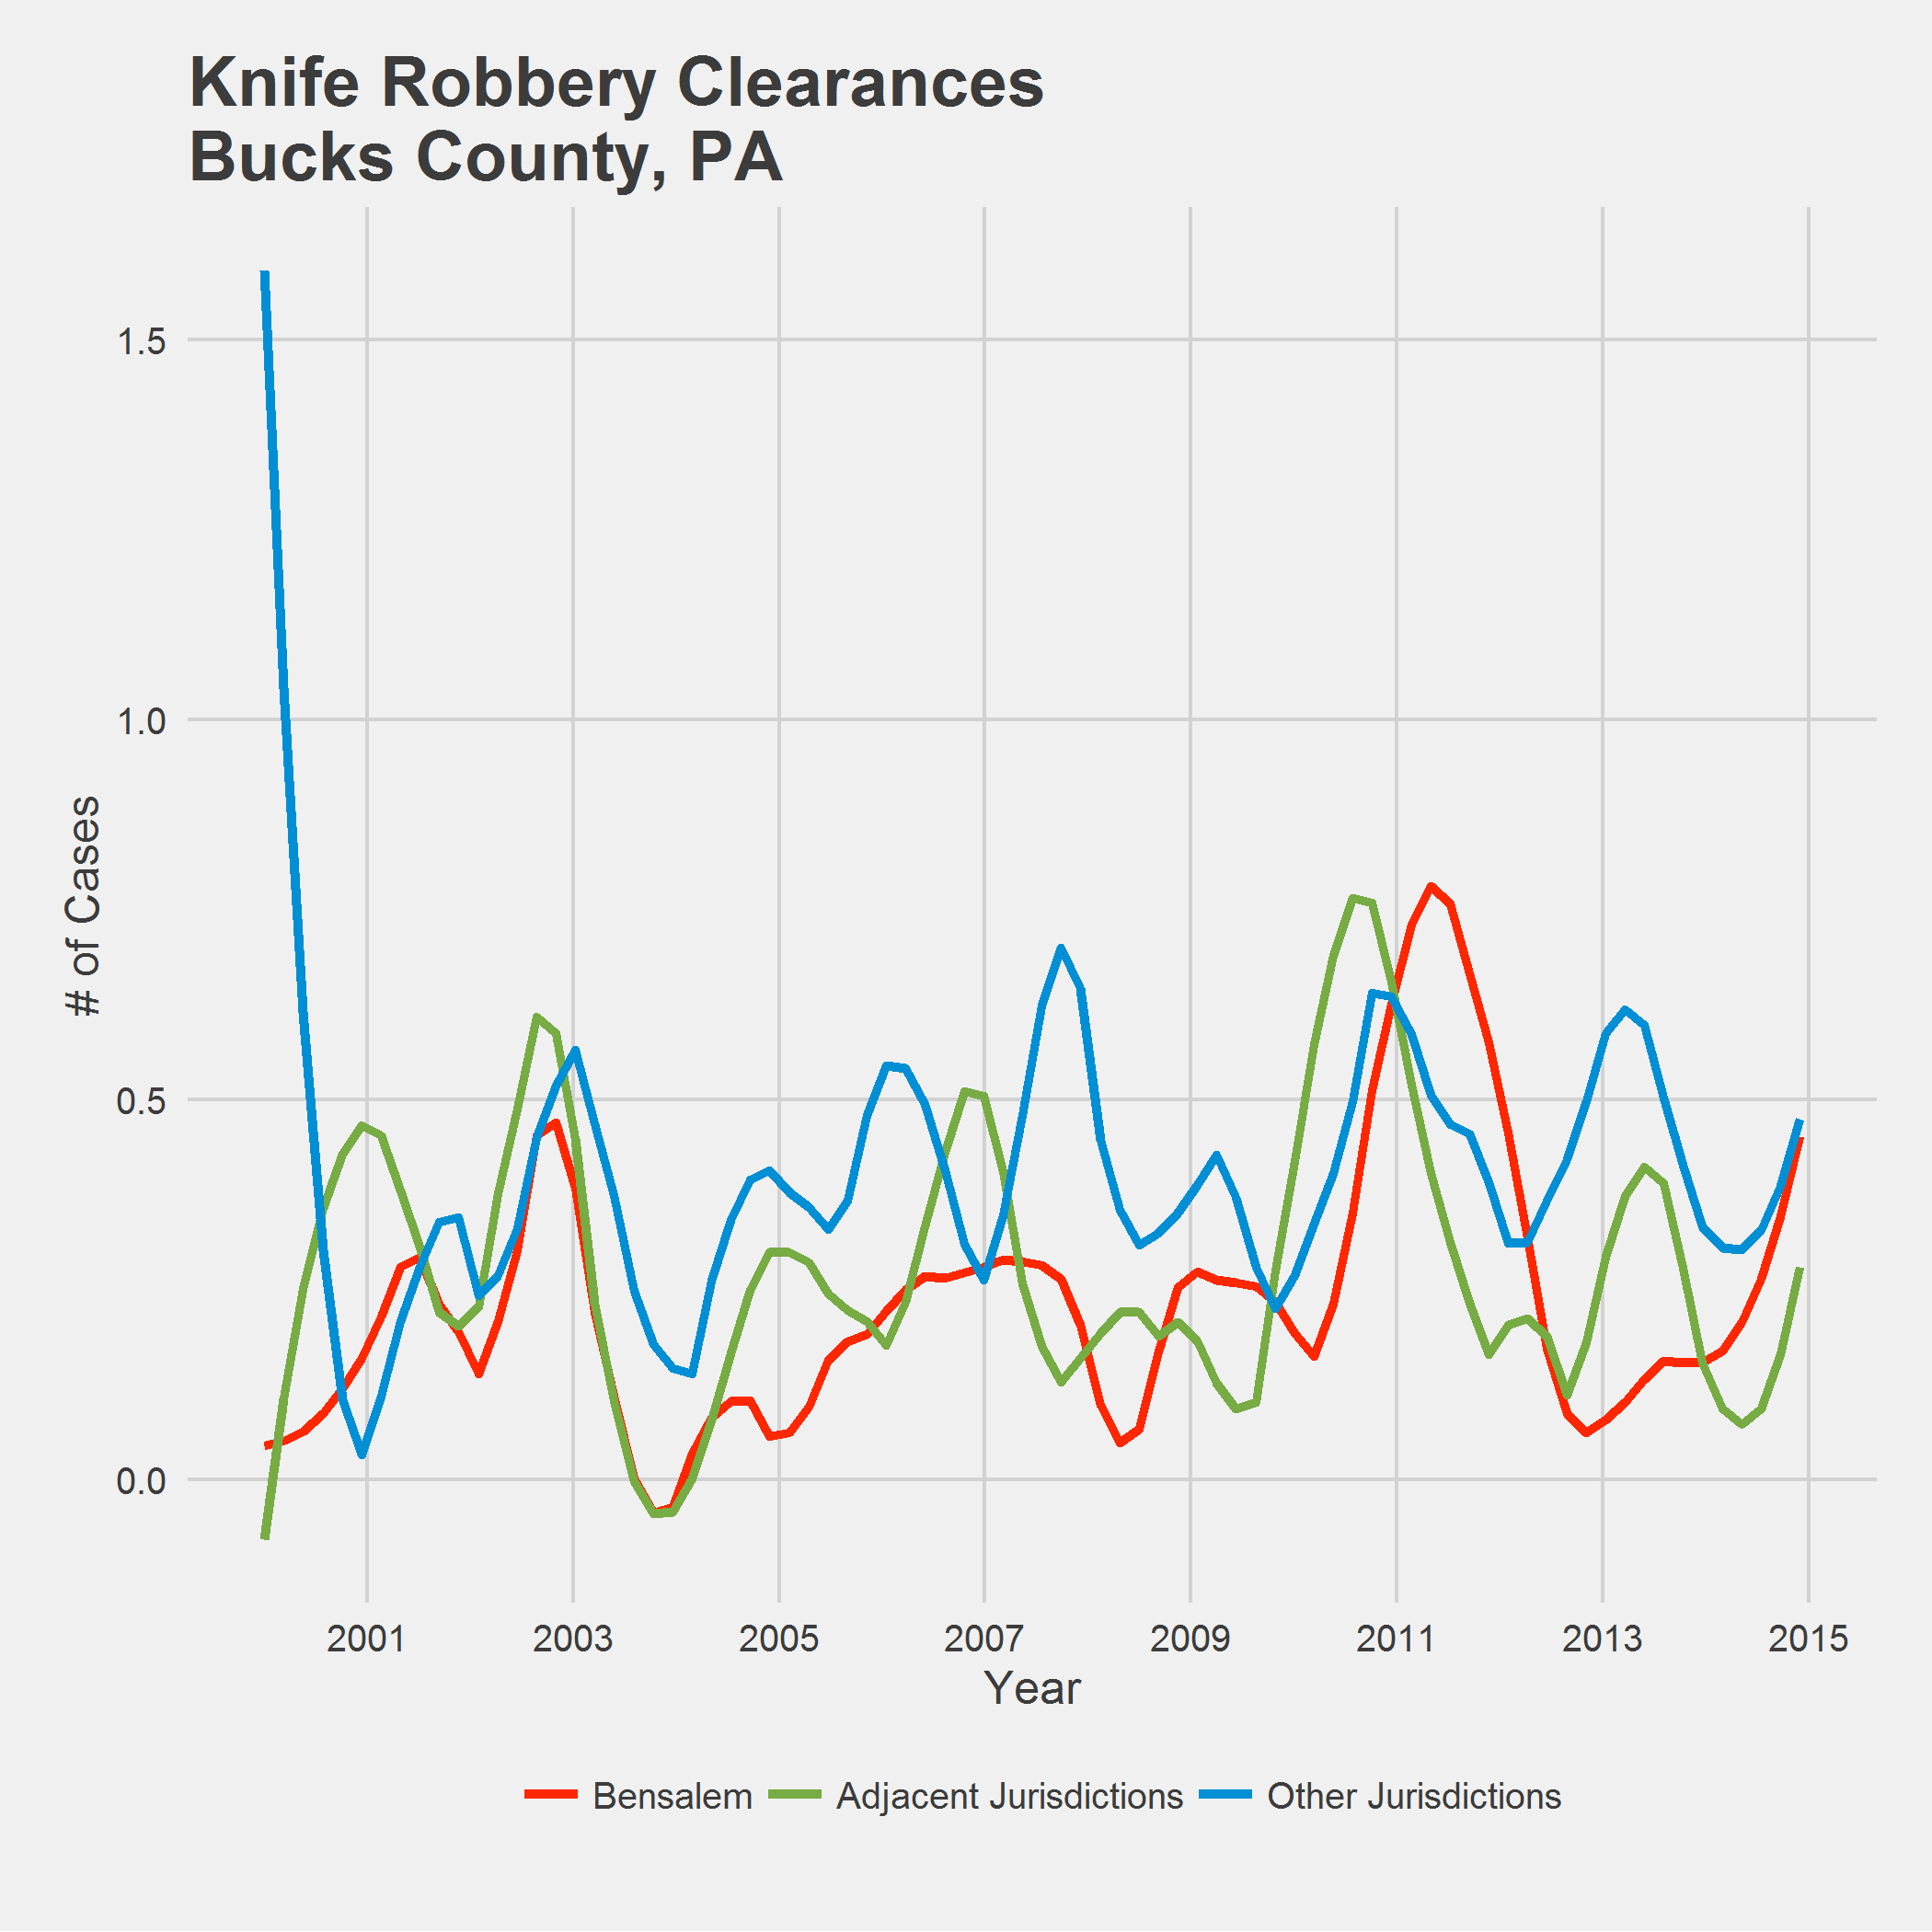 Knife Robbery Clearances
Bucks County, PA
# of Cases
1.5
1.0
0.5
0.0
2001 2003 2005 2007 2009 2011 2013 2015
Year
Bensalem Adjacent Jurisdictions Other Jurisdictions